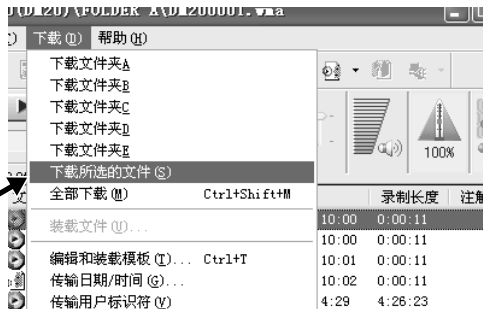 \FOLDER A\D1200001.
下载(D) 帮助(H)
下载文件夹A
下载文件夹B
下载文件夹C
下载文件夹D
下载文件夹E
下载所选的文件(S)
全部下载(M) Ctrl+Shift+M
装载文件(U)...
编辑和装载模板(T)... Ctrl+T
传输日期/时间(G)...
传输用户标识符(V)
100%
录制长度 注解
10:00 0:00:11
10:00 0:00:11
10:01 0:00:11
10:02 0:00:11
4:29 4:26:23